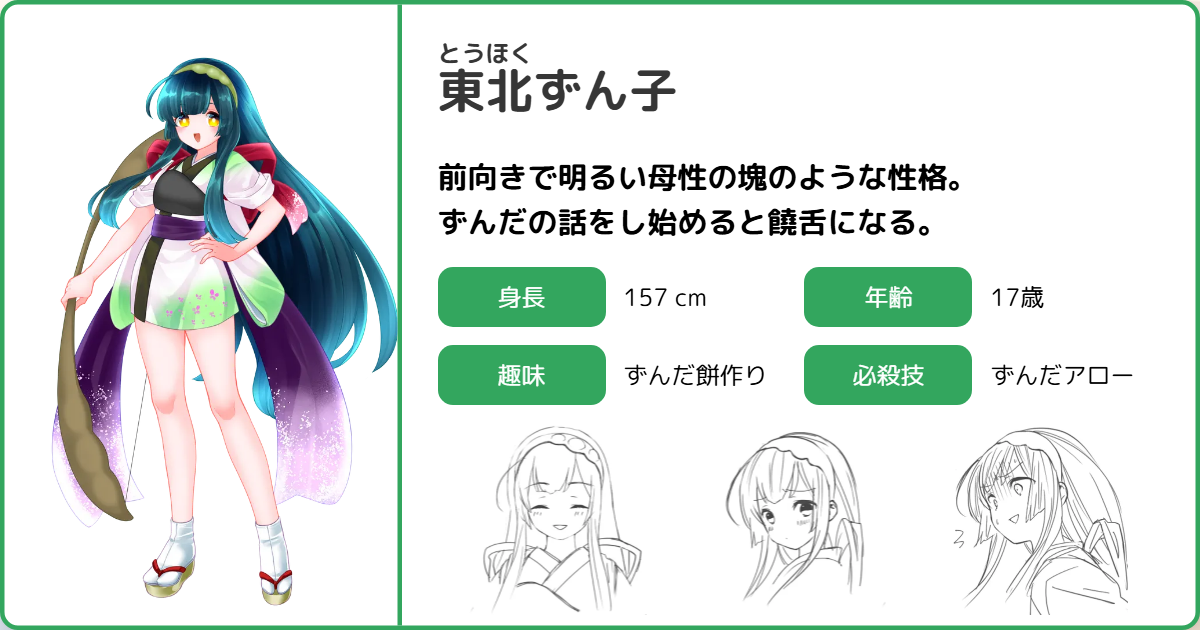 とうほく
東北ずん子
前向きで明るい母性の塊のような性格。
ずんだの話をし始めると饒舌になる。
身長 157 cm 年齢 17歳
趣味 ずんだ餅作り 必殺技 ずんだアロー